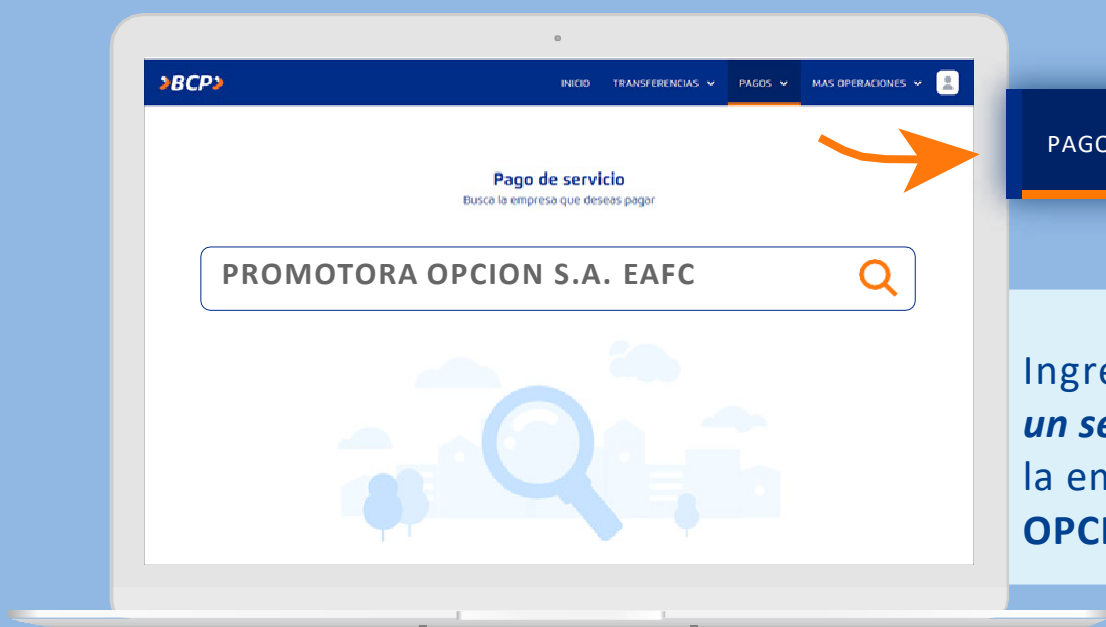 BCP
INICIO TRANSFERENCIAS PAGOS MAS OPERACIONES
Pago de servicio
Busca la empresa que deseas pagar
PROMOTORA OPCION S.A. EAFC
PAGO
Ingre
un se
la em
OPCI